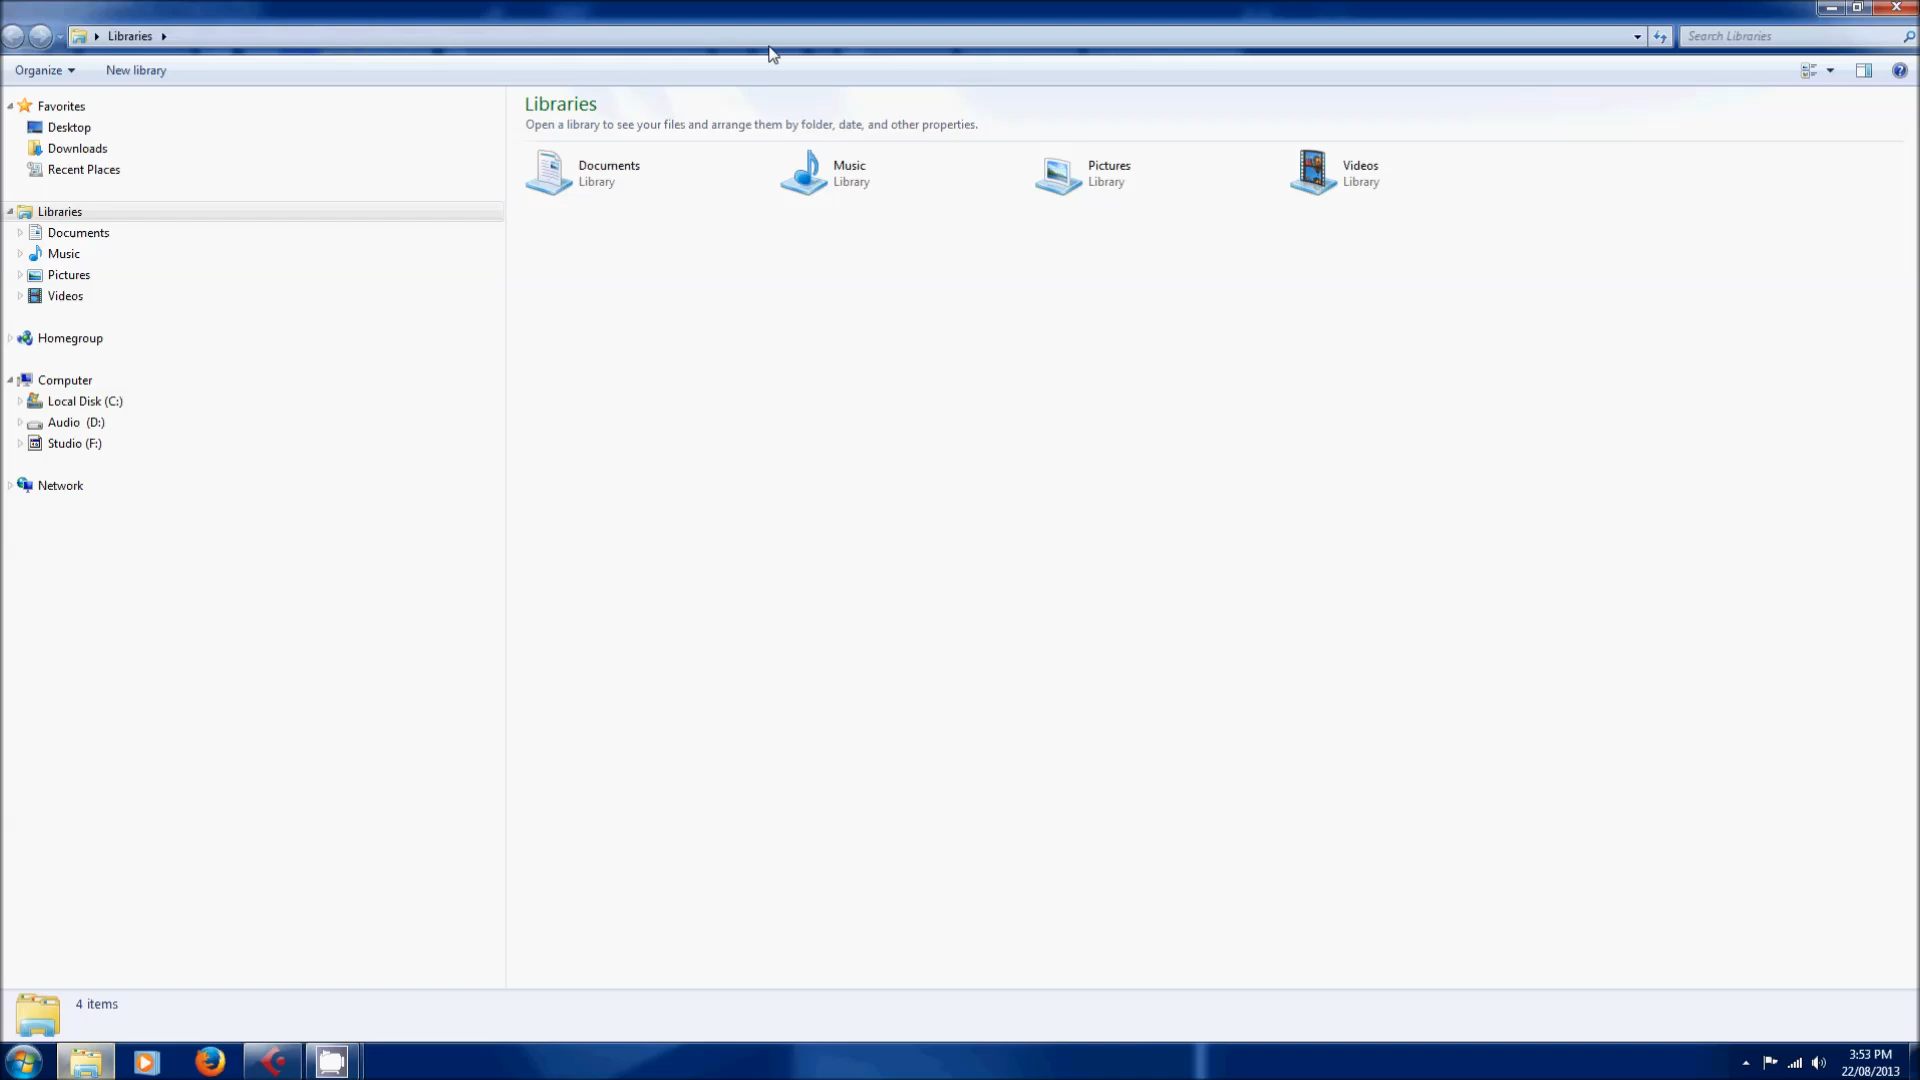 Libraries
Search Libraries
Organize
New library
Favorites
Desktop
Downloads
Recent Places
Libraries
Documents
Music
Pictures
Videos
Homegroup
Computer
Local Disk (C:)
Audio (D:)
Studio (F:)
Network
Libraries
Open a library to see your files and arrange them by folder, date, and other properties.
Documents
Library
Music
Library
Pictures
Library
Videos
Library
4 items
3:53 PM
22/08/2013